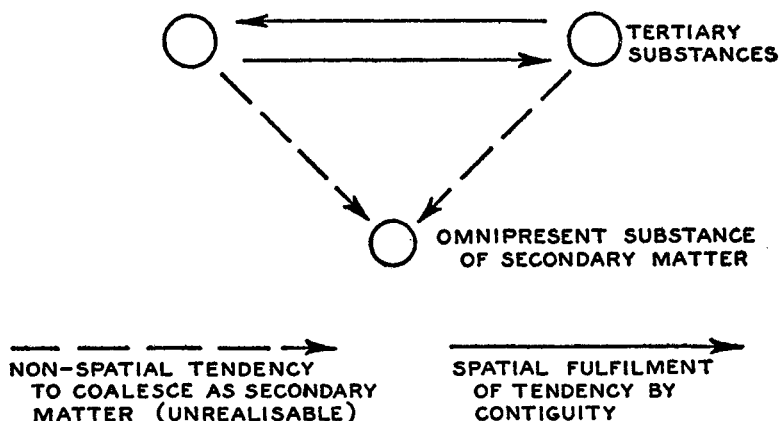 TERTIARY
SUBSTANCES
OMNIPRESENT SUBSTANCE
OF SECONDARY MATTER
NON-SPATIAL TENDENCY
TO COALESCE AS SECONDARY
MATTER (UNREALISABLE)
SPATIAL FULFILMENT
OF TENDENCY BY
CONTIGUITY